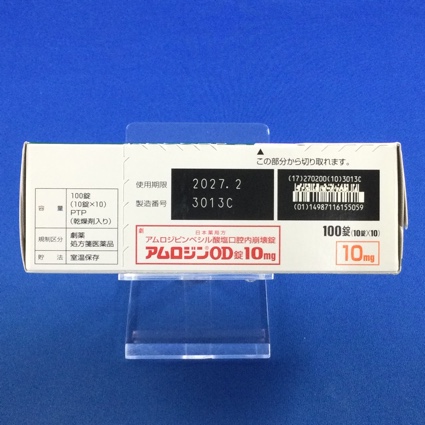 ▲
この部分から切り取れます。
容 量
100錠
(10錠×10)
PTP
(乾燥剤入り)
規制区分
劇薬
処方箋医薬品
貯 法
室温保存
使用期限 2027.2
製造番号 3013C
(17)270200(10)3013C
(01)14987116155059
劇
日本薬局方
アムロジピンベシル酸塩口腔内崩壊錠
アムロジン®OD錠10mg
100錠(10錠×10)
10mg